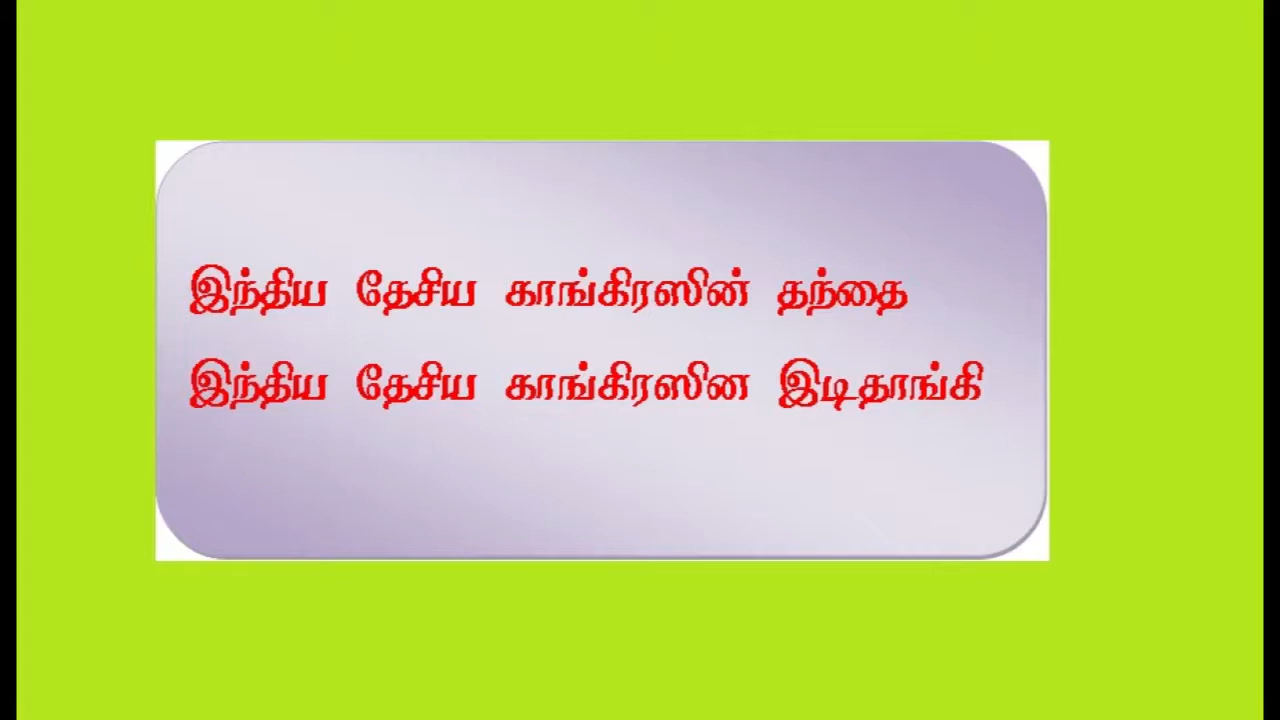 இந்திய தேசிய காங்கிரஸின் தந்தை
இந்திய தேசிய காங்கிரஸின இடிதாங்கி